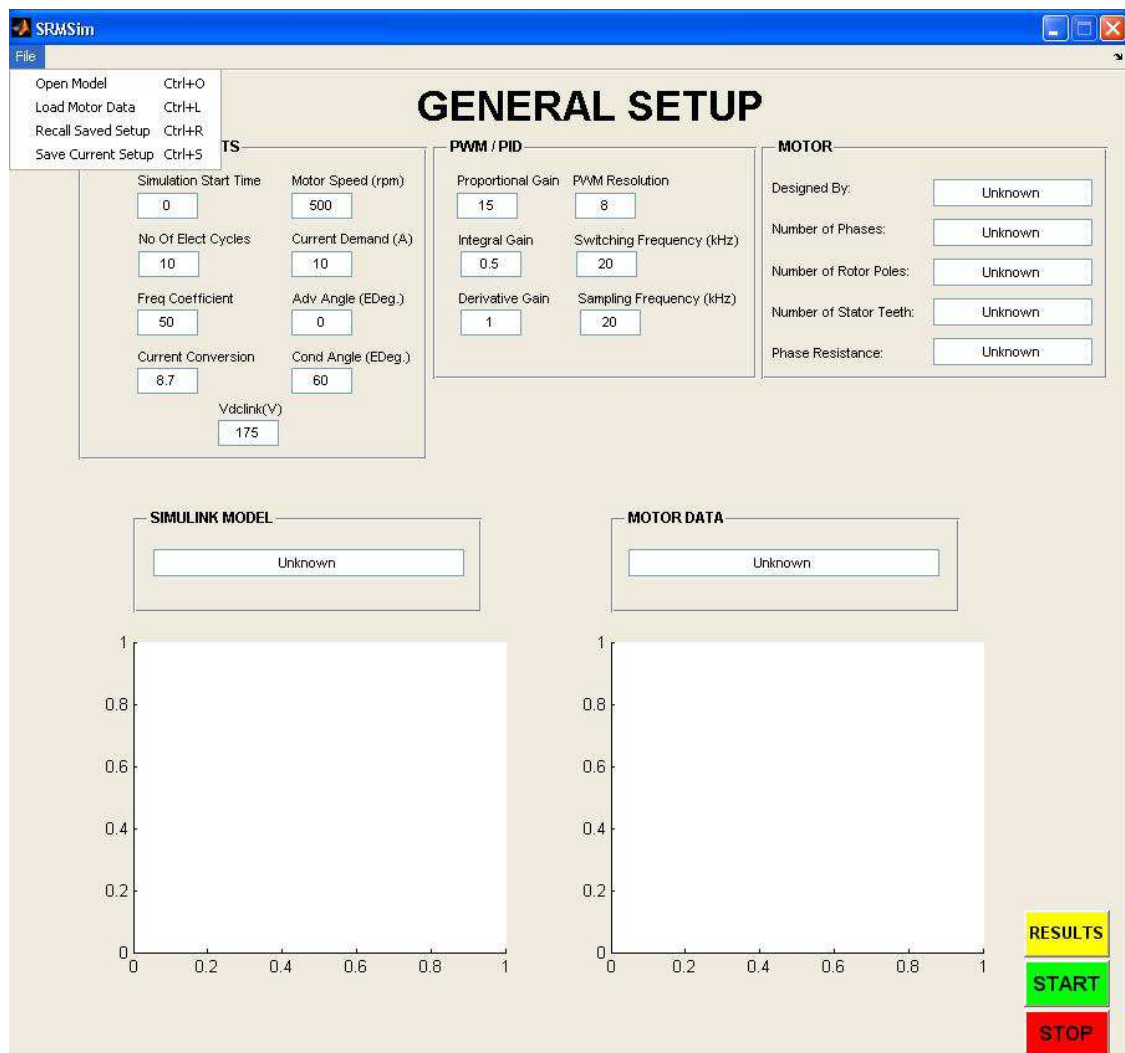 SRMSim
File
Open Model Ctrl+O
Load Motor Data Ctrl+L
Recall Saved Setup Ctrl+R
Save Current Setup Ctrl+S
GENERAL SETUP
TS
Simulation Start Time Motor Speed (rpm)
0 500
No Of Elect Cycles Current Demand (A)
10 10
Freq Coefficient Adv Angle (EDeg.)
50 0
Current Conversion Cond Angle (EDeg.)
8.7 60
Vdclink(V)
175
PWM / PID
Proportional Gain PWM Resolution
15 8
Integral Gain Switching Frequency (kHz)
0.5 20
Derivative Gain Sampling Frequency (kHz)
1 20
MOTOR
Designed By: Unknown
Number of Phases: Unknown
Number of Rotor Poles: Unknown
Number of Stator Teeth: Unknown
Phase Resistance: Unknown
SIMULINK MODEL
Unknown
MOTOR DATA
Unknown
1
0.8
0.6
0.4
0.2
0
0 0.2 0.4 0.6 0.8 1
1
0.8
0.6
0.4
0.2
0
0 0.2 0.4 0.6 0.8 1
RESULTS
START
STOP